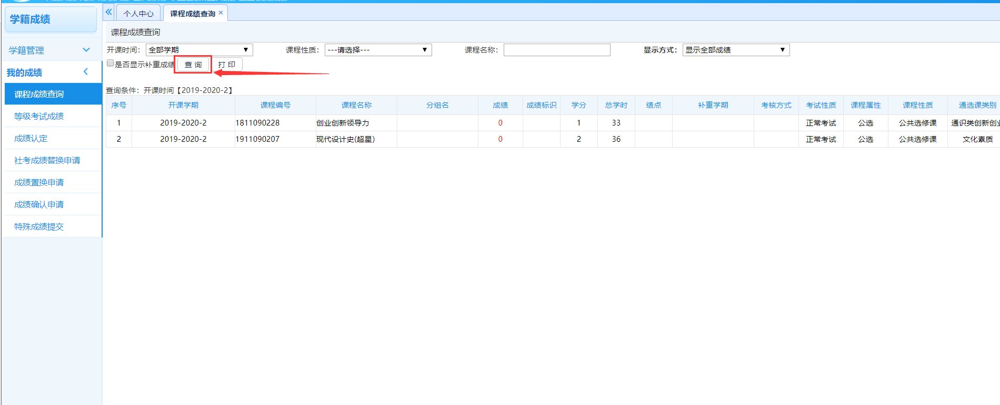 学籍成绩
个人中心
课程成绩查询
课程成绩查询
学籍管理
开课时间: 全部学期 课程性质: ---请选择--- 课程名称: 显示方式: 显示全部成绩
是否显示补重成绩 查 询 打 印
我的成绩
课程成绩查询
等级考试成绩
成绩认定
社考成绩替换申请
成绩置换申请
成绩确认申请
特殊成绩提交
查询条件: 开课时间【2019-2020-2】
序号 开课学期 课程编号 课程名称 分组名 成绩 成绩标识 学分 总学时 绩点 补重学期 考核方式 考试性质 课程属性 课程性质 通选课类别
1 2019-2020-2 1811090228 创业创新领导力 0 1 33 正常考试 公选 公共选修课 通识类创新创业
2 2019-2020-2 1911090207 现代设计史(超星) 0 2 36 正常考试 公选 公共选修课 文化素质